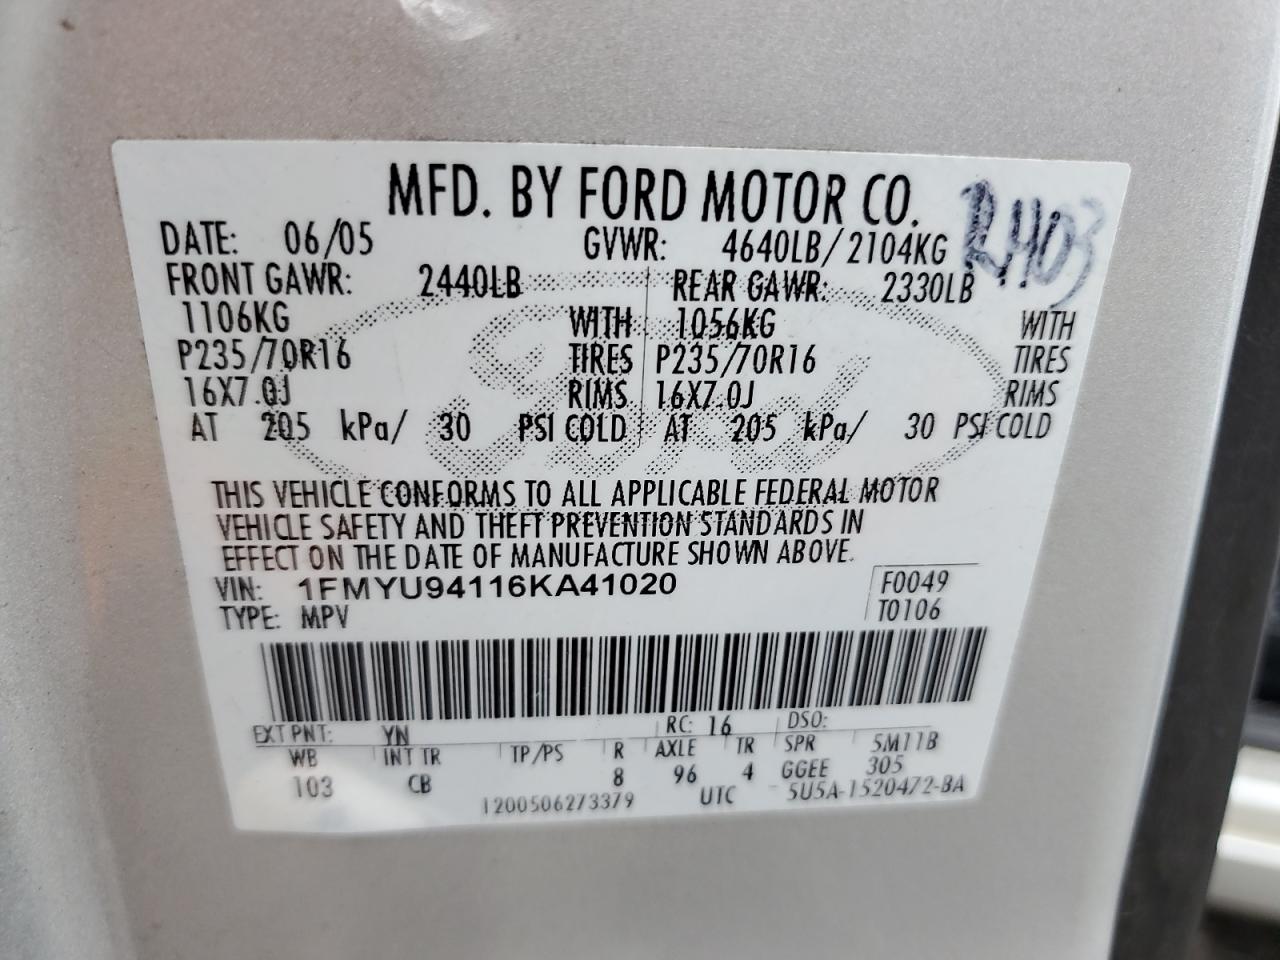 MFD. BY FORD MOTOR CO.
RH03
DATE: 06/05 GVWR: 4640LB/2104KG
FRONT GAWR: 2440LB REAR GAWR: 2330LB
1106KG WITH 1056KG WITH
P235/70R16 TIRES P235/70R16 TIRES
16X7.0J RIMS 16X7.0J RIMS
AT 205 kPa/ 30 PSI COLD AT 205 kPa/ 30 PSI COLD
Ford
THIS VEHICLE CONFORMS TO ALL APPLICABLE FEDERAL MOTOR
VEHICLE SAFETY AND THEFT PREVENTION STANDARDS IN
EFFECT ON THE DATE OF MANUFACTURE SHOWN ABOVE.
VIN: 1FMYU94116KA41020 F0049
TYPE: MPV T0106
EXT PNT: YN RC: 16 DSO:
WB INT TR TP/PS R AXLE TR SPR 5M11B
103 CB 8 96 4 GGEE 305
1200506273379 UTC 5U5A-1520472-BA